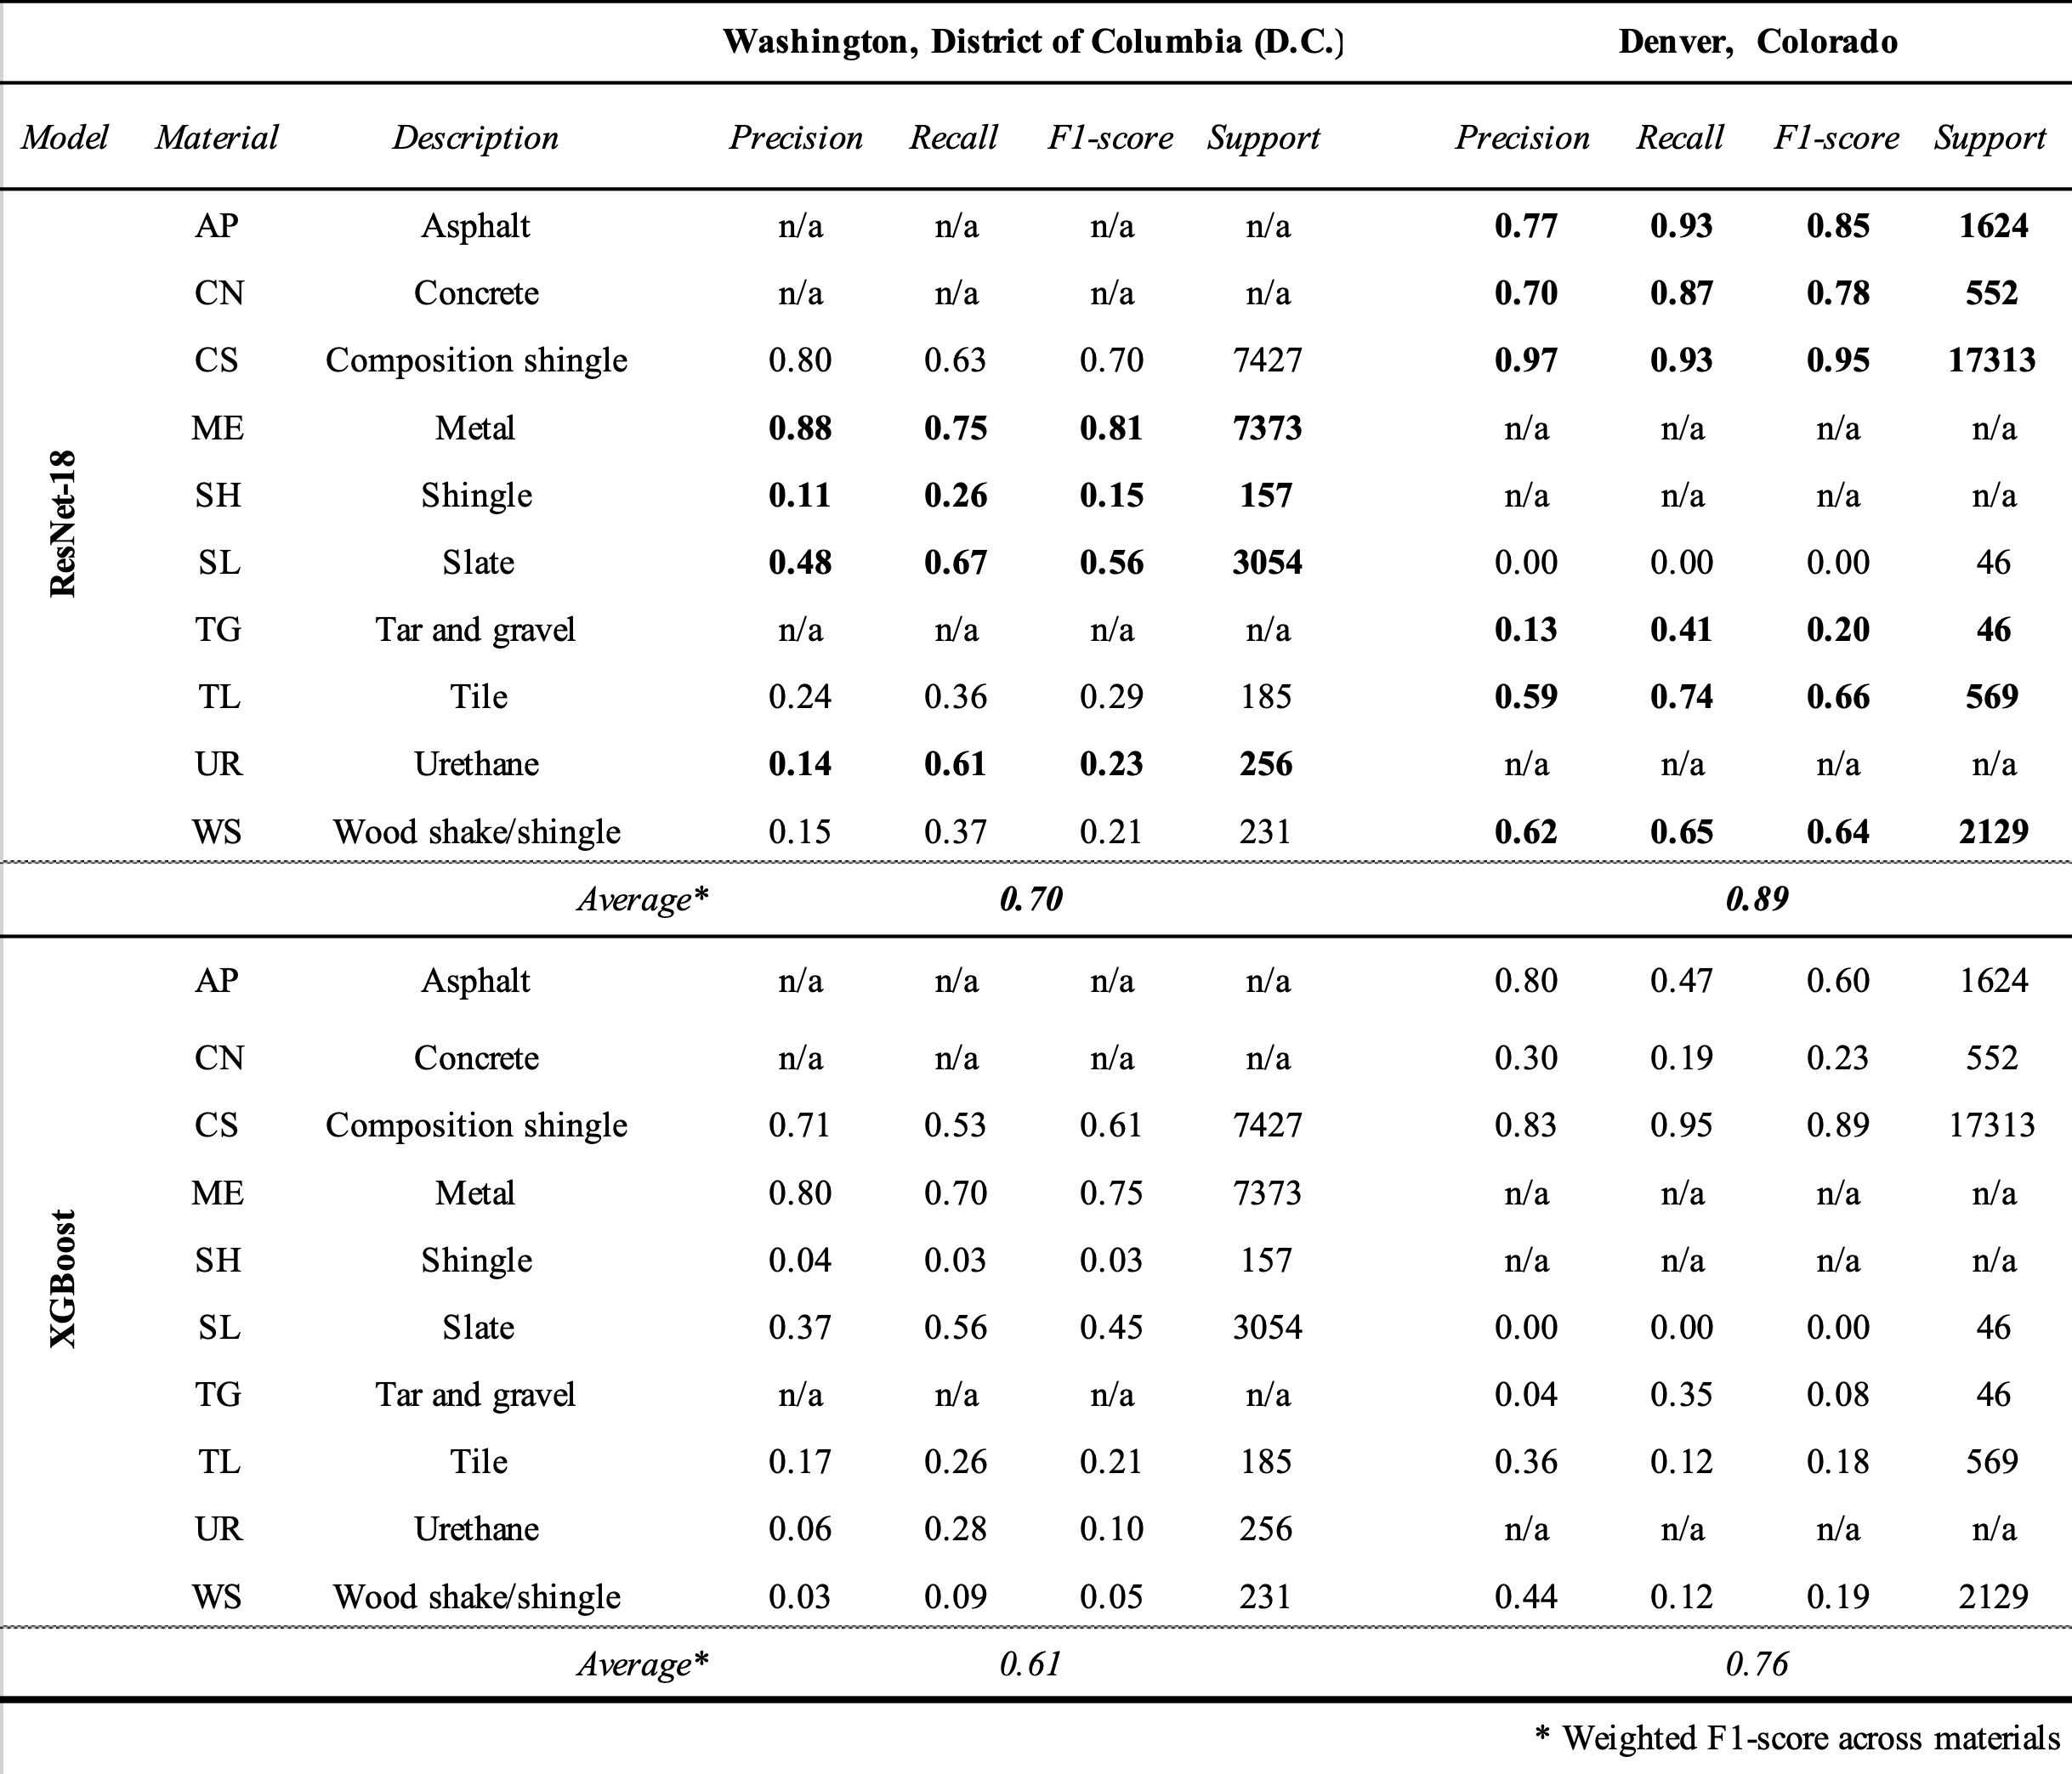 Washington, District of Columbia (D.C.) Denver, Colorado
Model Material Description Precision Recall F1-score Support Precision Recall F1-score Support
ResNet-18
AP Asphalt n/a n/a n/a n/a 0.77 0.93 0.85 1624
CN Concrete n/a n/a n/a n/a 0.70 0.87 0.78 552
CS Composition shingle 0.80 0.63 0.70 7427 0.97 0.93 0.95 17313
ME Metal 0.88 0.75 0.81 7373 n/a n/a n/a n/a
SH Shingle 0.11 0.26 0.15 157 n/a n/a n/a n/a
SL Slate 0.48 0.67 0.56 3054 0.00 0.00 0.00 46
TG Tar and gravel n/a n/a n/a n/a 0.13 0.41 0.20 46
TL Tile 0.24 0.36 0.29 185 0.59 0.74 0.66 569
UR Urethane 0.14 0.61 0.23 256 n/a n/a n/a n/a
WS Wood shake/shingle 0.15 0.37 0.21 231 0.62 0.65 0.64 2129
Average* 0.70 0.89
XGBoost
AP Asphalt n/a n/a n/a n/a 0.80 0.47 0.60 1624
CN Concrete n/a n/a n/a n/a 0.30 0.19 0.23 552
CS Composition shingle 0.71 0.53 0.61 7427 0.83 0.95 0.89 17313
ME Metal 0.80 0.70 0.75 7373 n/a n/a n/a n/a
SH Shingle 0.04 0.03 0.03 157 n/a n/a n/a n/a
SL Slate 0.37 0.56 0.45 3054 0.00 0.00 0.00 46
TG Tar and gravel n/a n/a n/a n/a 0.04 0.35 0.08 46
TL Tile 0.17 0.26 0.21 185 0.36 0.12 0.18 569
UR Urethane 0.06 0.28 0.10 256 n/a n/a n/a n/a
WS Wood shake/shingle 0.03 0.09 0.05 231 0.44 0.12 0.19 2129
Average* 0.61 0.76
* Weighted F1-score across materials